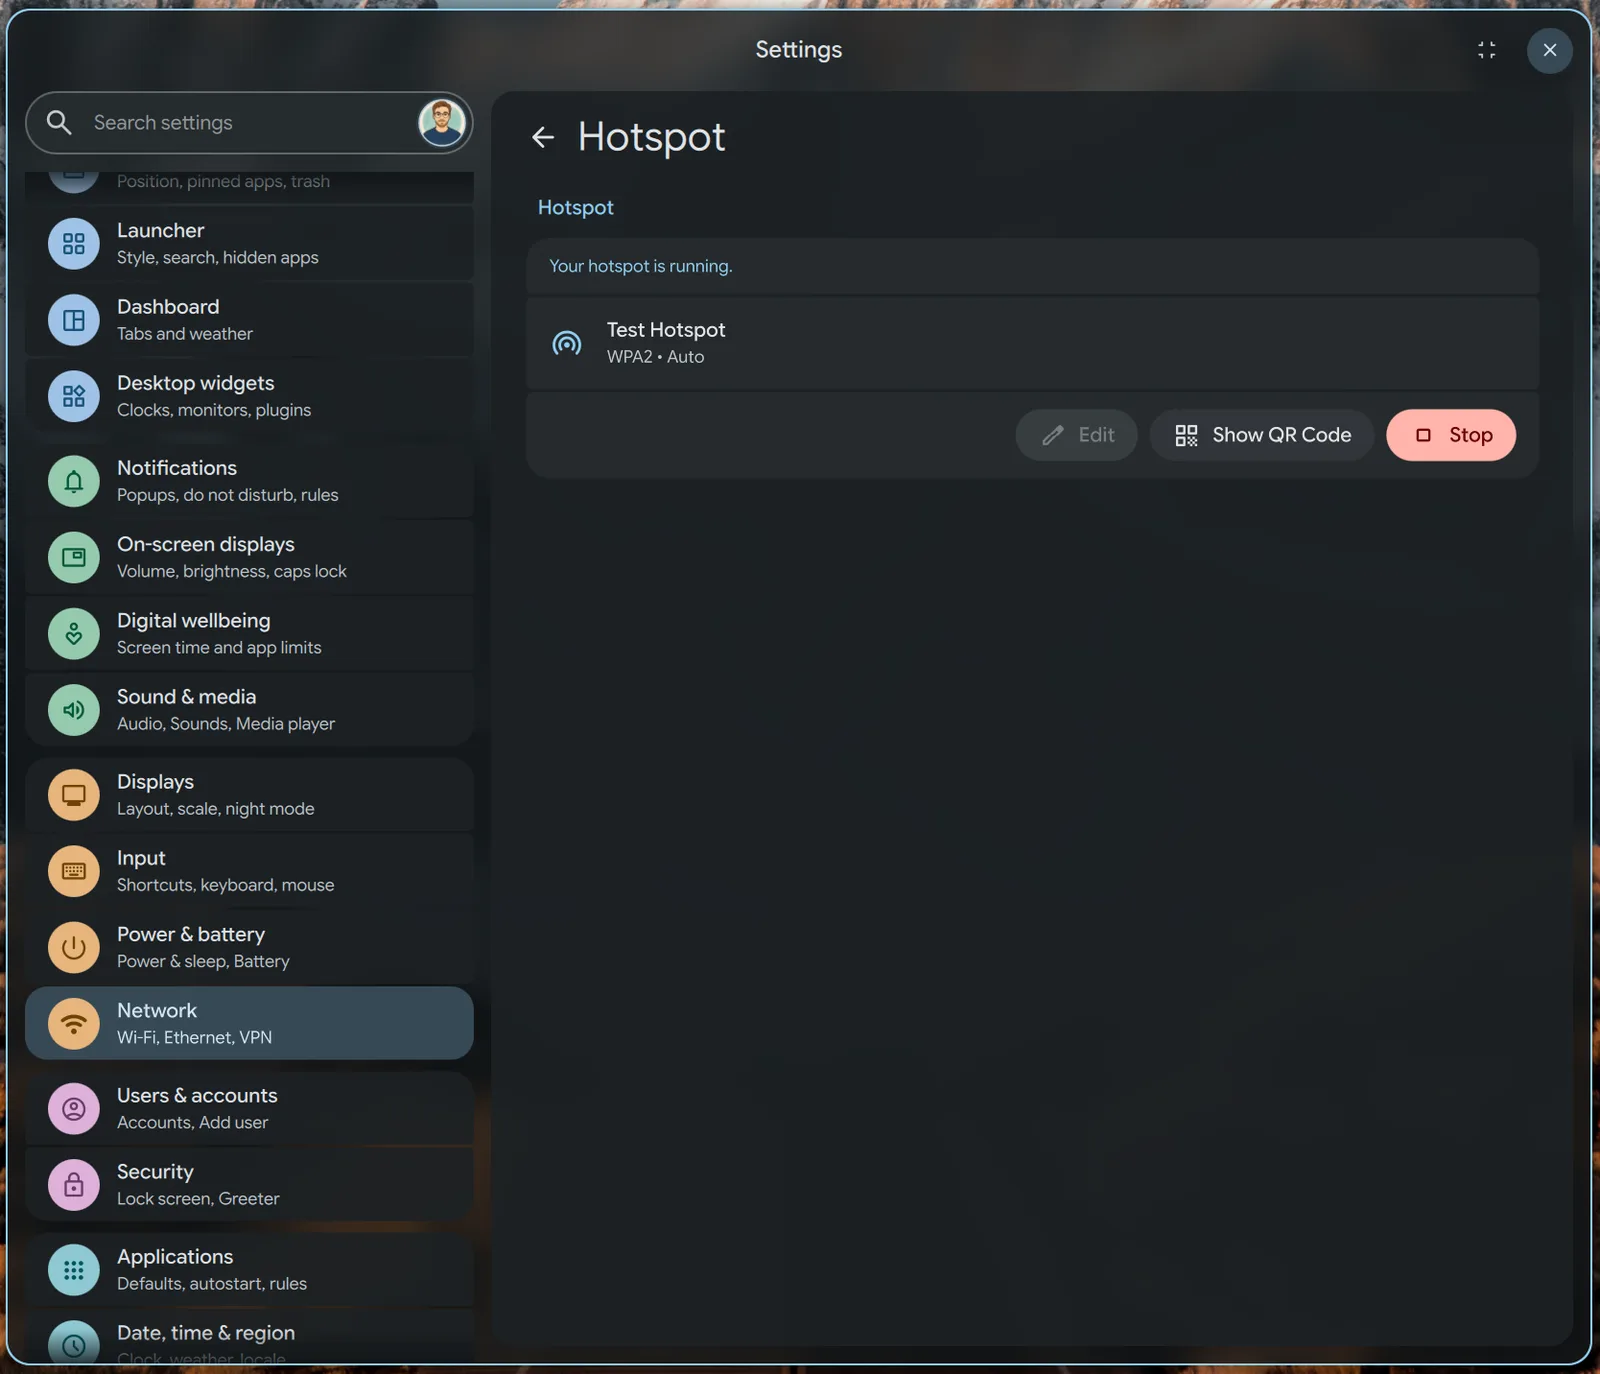 Settings
Search settings
Position, pinned apps, trash
Launcher
Style, search, hidden apps
Dashboard
Tabs and weather
Desktop widgets
Clocks, monitors, plugins
Notifications
Popups, do not disturb, rules
On-screen displays
Volume, brightness, caps lock
Digital wellbeing
Screen time and app limits
Sound & media
Audio, Sounds, Media player
Displays
Layout, scale, night mode
Input
Shortcuts, keyboard, mouse
Power & battery
Power & sleep, Battery
Network
Wi-Fi, Ethernet, VPN
Users & accounts
Accounts, Add user
Security
Lock screen, Greeter
Applications
Defaults, autostart, rules
Date, time & region
Clock, weather, locale
Hotspot
Hotspot
Your hotspot is running.
Test Hotspot
WPA2 • Auto
Edit
Show QR Code
Stop